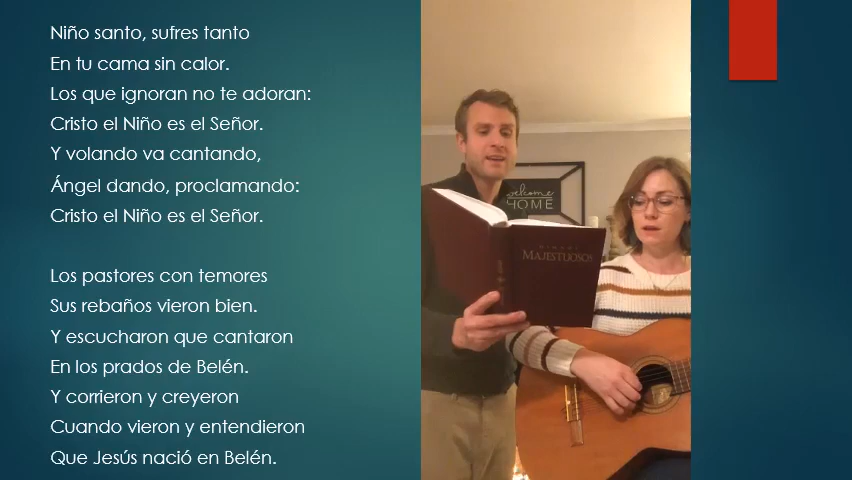 Niño santo, sufres tanto
En tu cama sin calor.
Los que ignoran no te adoran:
Cristo el Niño es el Señor.
Y volando va cantando,
Ángel dando, proclamando:
Cristo el Niño es el Señor.
Los pastores con temores
Sus rebaños vieron bien.
Y escucharon que cantaron
En los prados de Belén.
Y corrieron y creyeron
Cuando vieron y entendieron
Que Jesús nació en Belén.
welcome
HOME
HIMNOS
MAJESTUOSOS